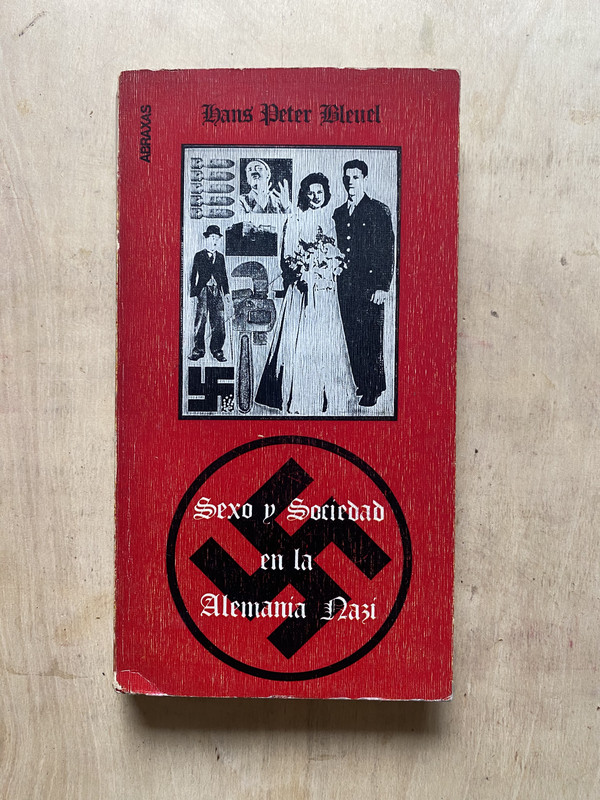 ABRAXAS
Hans Peter Bleuel
Sexo y Sociedad
en la
Alemania Nazi